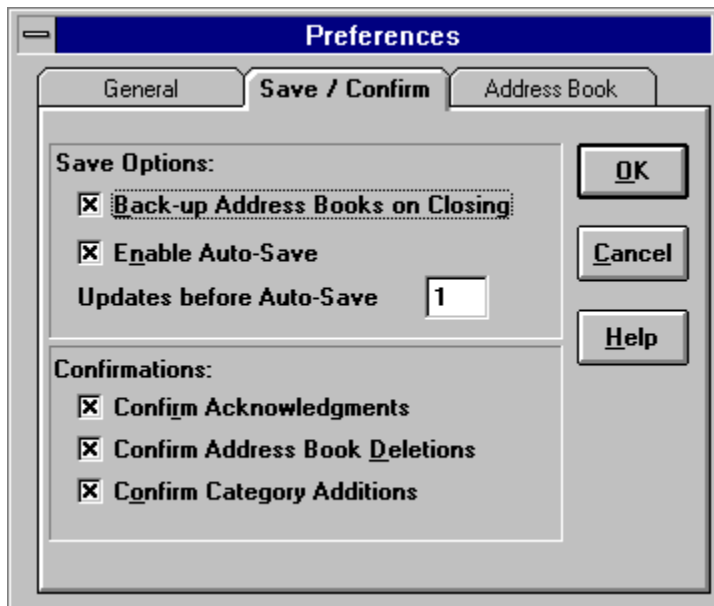 Preferences
General
Save / Confirm
Address Book
Save Options:
Back-up Address Books on Closing
Enable Auto-Save
Updates before Auto-Save 1
Confirmations:
Confirm Acknowledgments
Confirm Address Book Deletions
Confirm Category Additions
OK
Cancel
Help